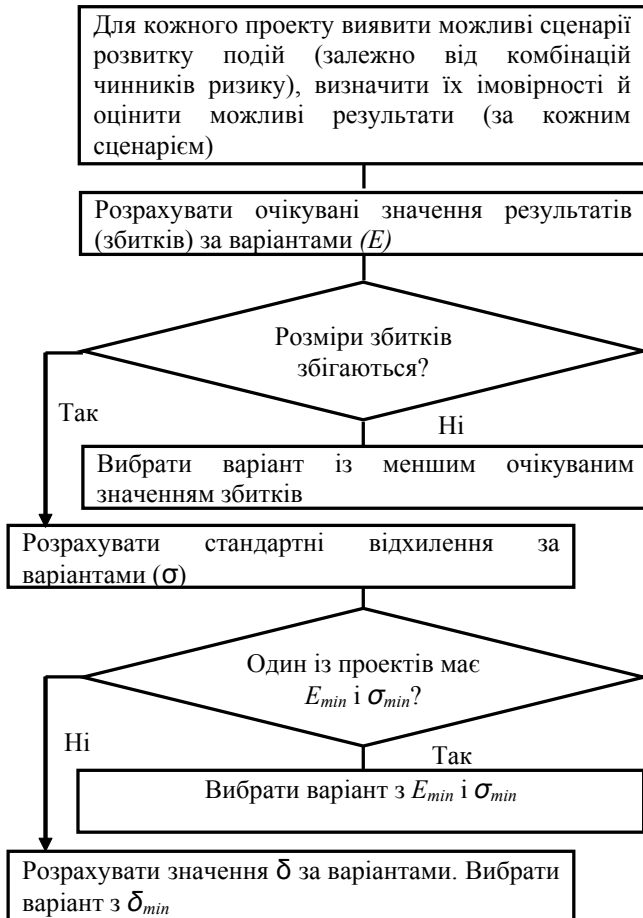 Для кожного проекту виявити можливі сценарії
розвитку подій (залежно від комбінацій
чинників ризику), визначити їх імовірності й
оцінити можливі результати (за кожним
сценарієм)
Розрахувати очікувані значення результатів
(збитків) за варіантами (E)
Розміри збитків
збігаються?
Так
Ні
Вибрати варіант із меншим очікуваним
значенням збитків
Розрахувати стандартні відхилення за
варіантами (σ)
Один із проектів має
Emin і σmin?
Ні
Так
Вибрати варіант з Emin і σmin
Розрахувати значення δ за варіантами. Вибрати
варіант з δmin